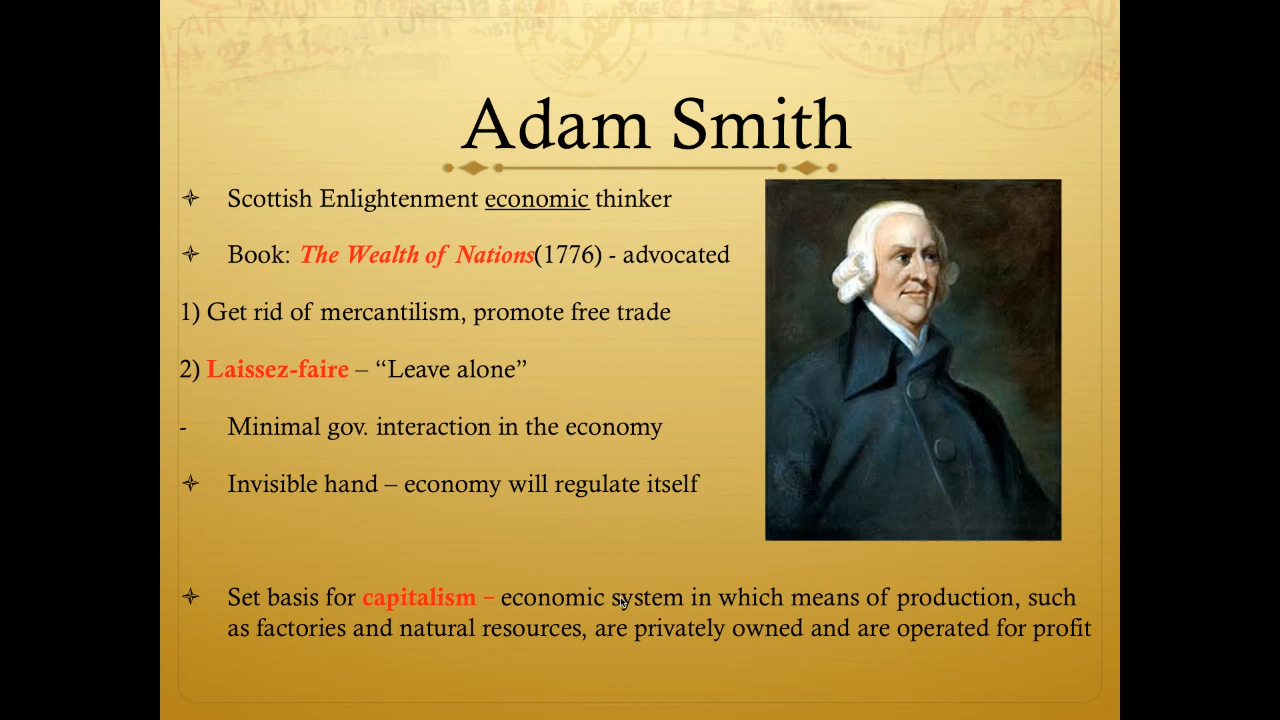 Adam Smith
Scottish Enlightenment economic thinker
Book: The Wealth of Nations(1776) - advocated
1) Get rid of mercantilism, promote free trade
2) Laissez-faire – “Leave alone”
- Minimal gov. interaction in the economy
Invisible hand – economy will regulate itself
Set basis for capitalism – economic system in which means of production, such
as factories and natural resources, are privately owned and are operated for profit